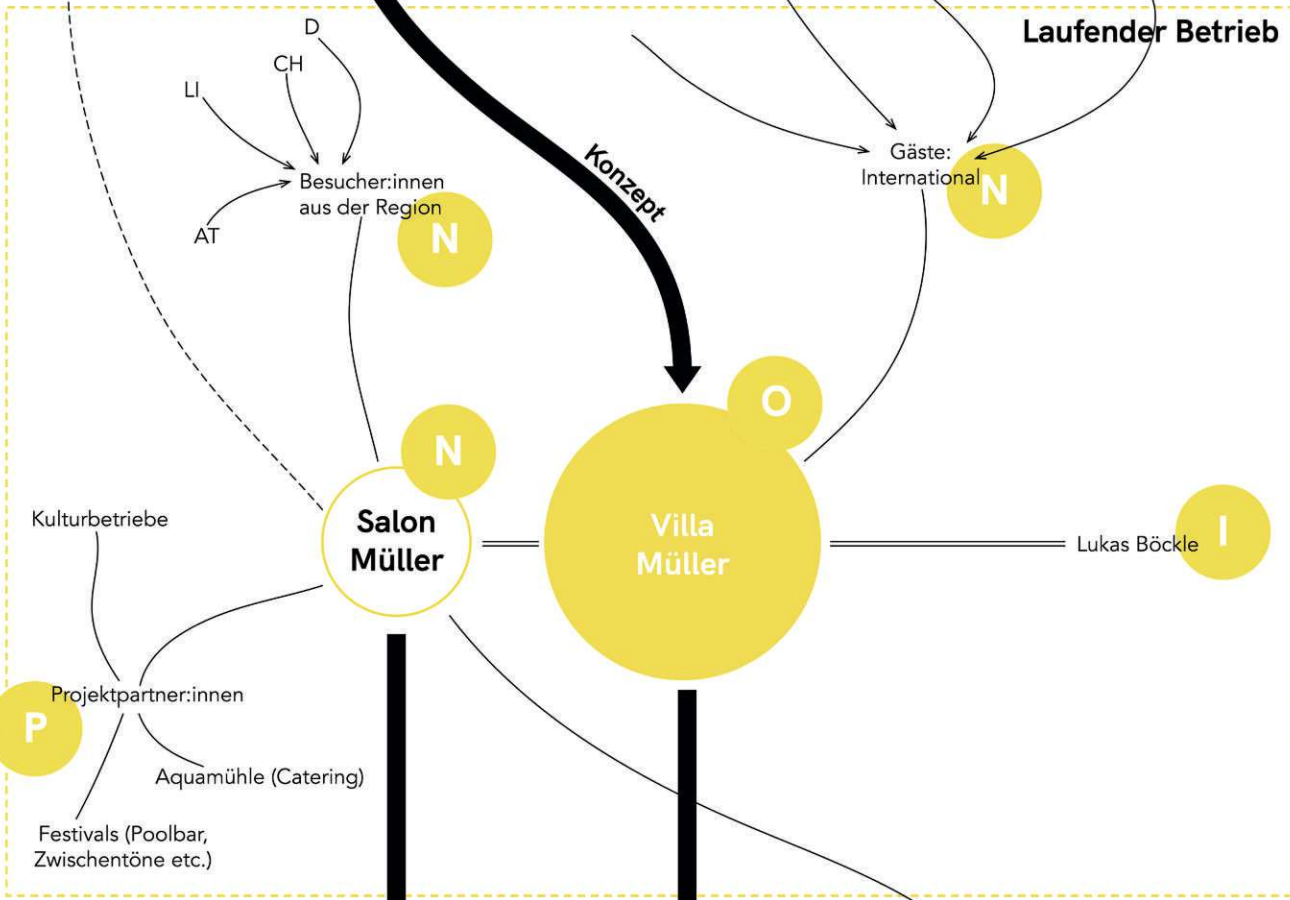 Laufender Betrieb
D
CH
LI
AT
Besucher:innen
aus der Region
N
Konzept
Gäste:
International
N
O
N
Salon
Müller
Villa
Müller
Lukas Böckle
I
Kulturbetriebe
Projektpartner:innen
P
Aquamühle (Catering)
Festivals (Poolbar,
Zwischentöne etc.)